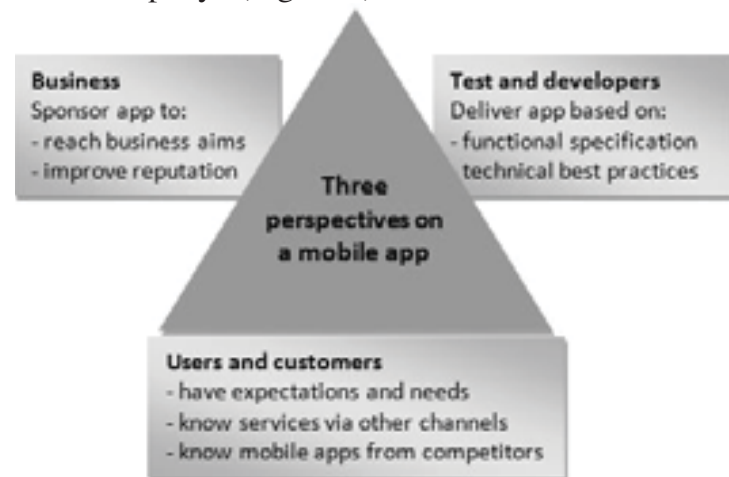 Business
Sponsor app to:
- reach business aims
- improve reputation
Test and developers
Deliver app based on:
- functional specification
technical best practices
Three
perspectives on
a mobile app
Users and customers
- have expectations and needs
- know services via other channels
- know mobile apps from competitors